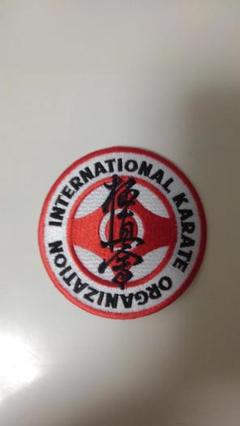 INTERNATIONAL KARATE ORGANIZATION
極真會